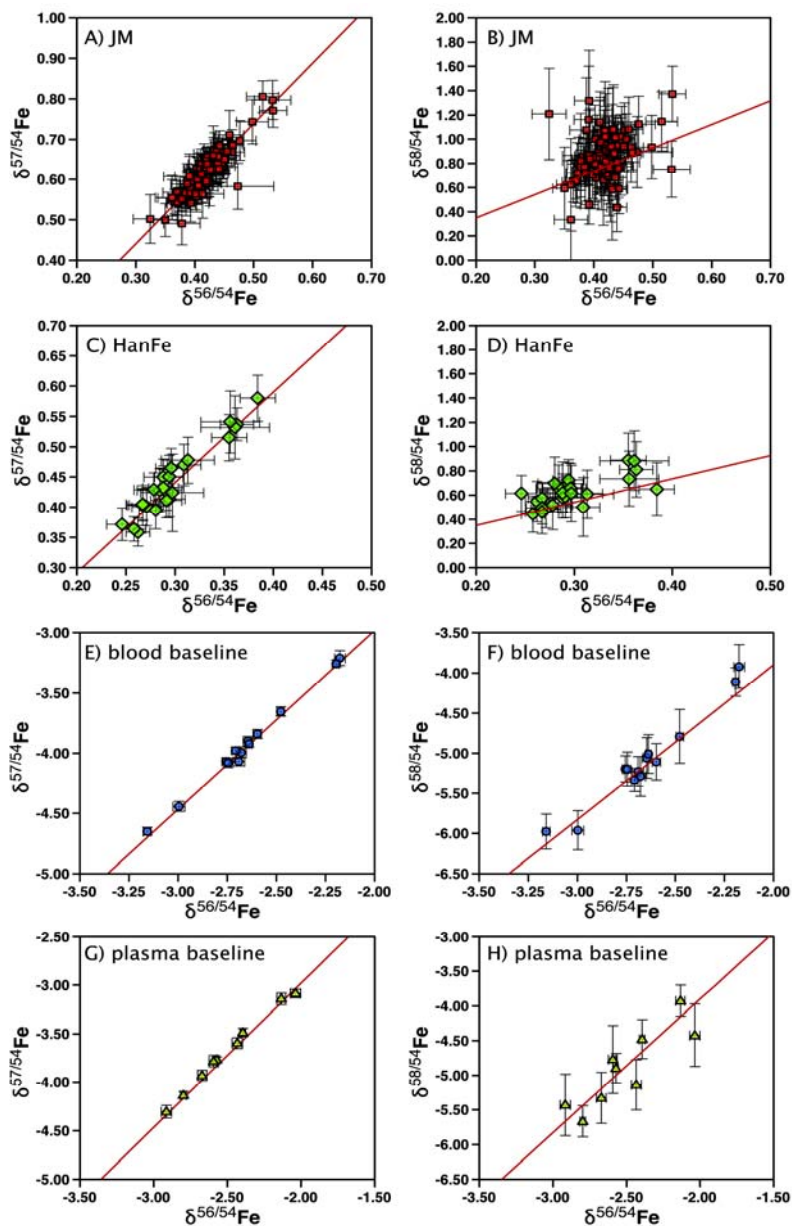 A) JM
δ57/54Fe
1.00
0.90
0.80
0.70
0.60
0.50
0.40
0.20 0.30 0.40 0.50 0.60 0.70
δ56/54Fe
B) JM
δ58/54Fe
2.00
1.80
1.60
1.40
1.20
1.00
0.80
0.60
0.40
0.20
0.00
0.20 0.30 0.40 0.50 0.60 0.70
δ56/54Fe
C) HanFe
δ57/54Fe
0.70
0.65
0.60
0.55
0.50
0.45
0.40
0.35
0.30
0.20 0.25 0.30 0.35 0.40 0.45 0.50
δ56/54Fe
D) HanFe
δ58/54Fe
2.00
1.80
1.60
1.40
1.20
1.00
0.80
0.60
0.40
0.20
0.00
0.20 0.30 0.40 0.50
δ56/54Fe
E) blood baseline
δ57/54Fe
-3.00
-3.50
-4.00
-4.50
-5.00
-3.50 -3.25 -3.00 -2.75 -2.50 -2.25 -2.00
δ56/54Fe
F) blood baseline
δ58/54Fe
-3.50
-4.00
-4.50
-5.00
-5.50
-6.00
-6.50
-3.50 -3.25 -3.00 -2.75 -2.50 -2.25 -2.00
δ56/54Fe
G) plasma baseline
δ57/54Fe
-2.50
-3.00
-3.50
-4.00
-4.50
-5.00
-3.50 -3.00 -2.50 -2.00 -1.50
δ56/54Fe
H) plasma baseline
δ58/54Fe
-3.00
-3.50
-4.00
-4.50
-5.00
-5.50
-6.00
-6.50
-3.50 -3.00 -2.50 -2.00 -1.50
δ56/54Fe